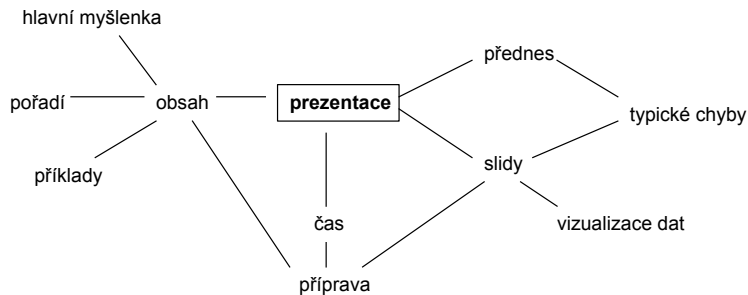 hlavní myšlenka
přednes
pořadí
obsah
prezentace
typické chyby
příklady
slidy
čas
vizualizace dat
příprava